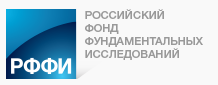 РФФИ
РОССИЙСКИЙ
ФОНД
ФУНДАМЕНТАЛЬНЫХ
ИССЛЕДОВАНИЙ